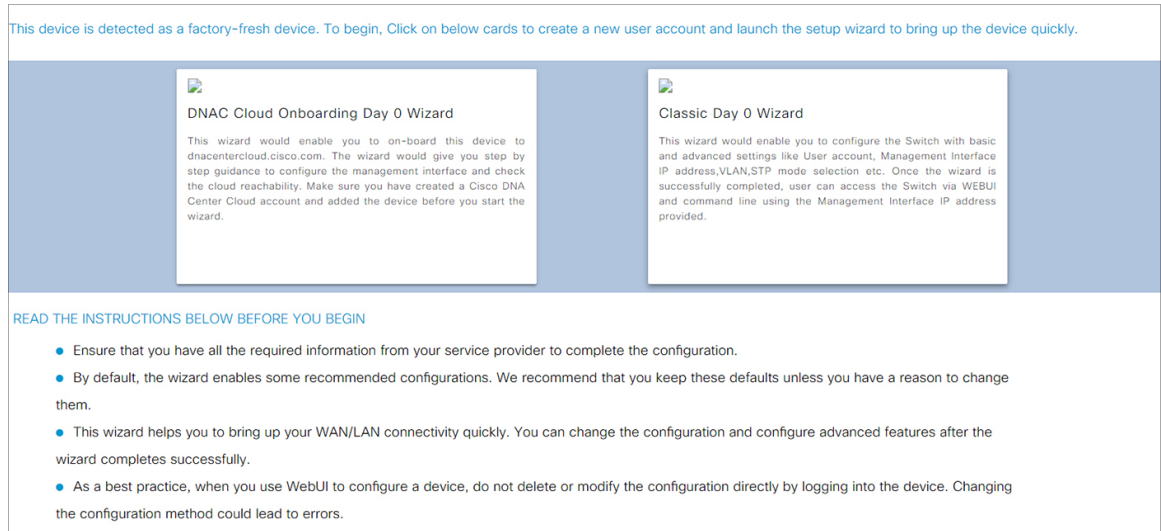 This device is detected as a factory-fresh device. To begin, Click on below cards to create a new user account and launch the setup wizard to bring up the device quickly.
DNAC Cloud Onboarding Day 0 Wizard
This wizard would enable you to on-board this device to
dnacentercloud.cisco.com. The wizard would give you step by
step guidance to configure the management interface and check
the cloud reachability. Make sure you have created a Cisco DNA
Center Cloud account and added the device before you start the
wizard.
Classic Day 0 Wizard
This wizard would enable you to configure the Switch with basic
and advanced settings like User account, Management Interface
IP address,VLAN,STP mode selection etc. Once the wizard is
successfully completed, user can access the Switch via WEBUI
and command line using the Management Interface IP address
provided.
READ THE INSTRUCTIONS BELOW BEFORE YOU BEGIN
● Ensure that you have all the required information from your service provider to complete the configuration.
● By default, the wizard enables some recommended configurations. We recommend that you keep these defaults unless you have a reason to change
them.
● This wizard helps you to bring up your WAN/LAN connectivity quickly. You can change the configuration and configure advanced features after the
wizard completes successfully.
● As a best practice, when you use WebUI to configure a device, do not delete or modify the configuration directly by logging into the device. Changing
the configuration method could lead to errors.